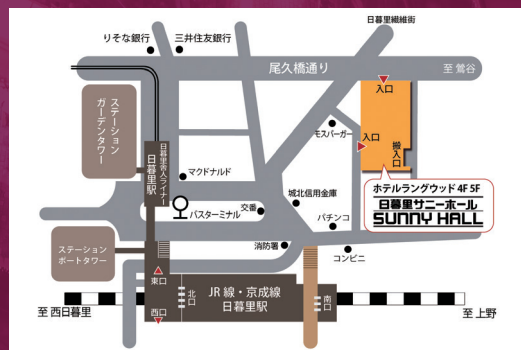 日暮里繊維街
りそな銀行
三井住友銀行
尾久橋通り
至 鶯谷
入口
ステーション
ガーデンタワー
モスバーガー
入口
搬入口
日暮里舎人ライナー
日暮里駅
マクドナルド
ホテルラングウッド 4F 5F
日暮里サニーホール
SUNNY HALL
城北信用金庫
バスターミナル
交番
パチンコ
ステーション
ポートタワー
消防署
コンビニ
東口
北口
JR 線・京成線
日暮里駅
南口
西口
至 西日暮里
至 上野